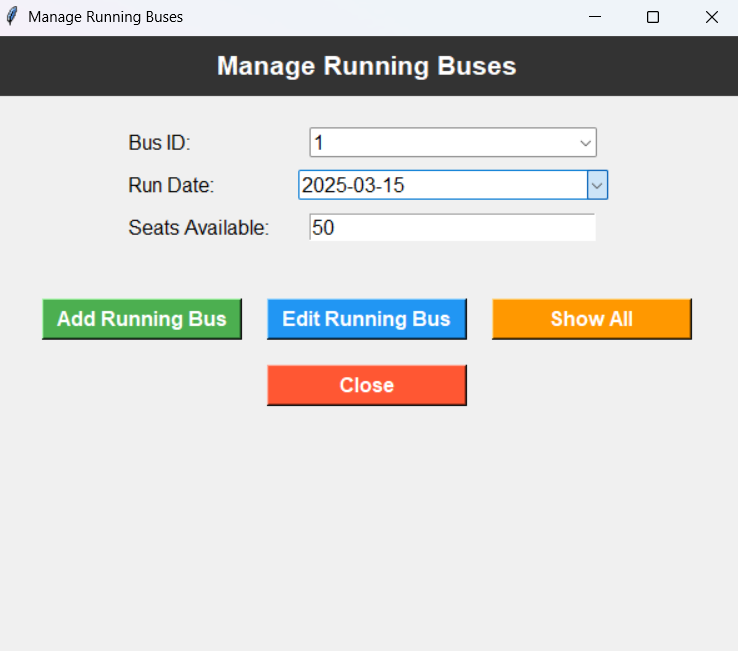 Manage Running Buses
Manage Running Buses
Bus ID: 1
Run Date: 2025-03-15
Seats Available: 50
Add Running Bus Edit Running Bus Show All
Close